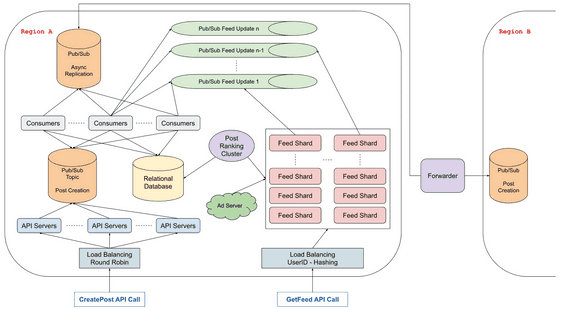 Region A
Region B
Pub/Sub
Async
Replication
Pub/Sub Feed Update n
Pub/Sub Feed Update n-1
Pub/Sub Feed Update 1
Consumers
Consumers
Consumers
Post
Ranking
Cluster
Feed Shard
Feed Shard
Feed Shard
Feed Shard
Feed Shard
Feed Shard
Feed Shard
Feed Shard
Pub/Sub
Topic
Post Creation
Relational
Database
Ad Server
Forwarder
Pub/Sub
Post
Creation
API Servers
API Servers
API Servers
Load Balancing
Round Robin
Load Balancing
UserID - Hashing
CreatePost API Call
GetFeed API Call